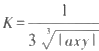 K = 1 / (3 ∛|axy|)